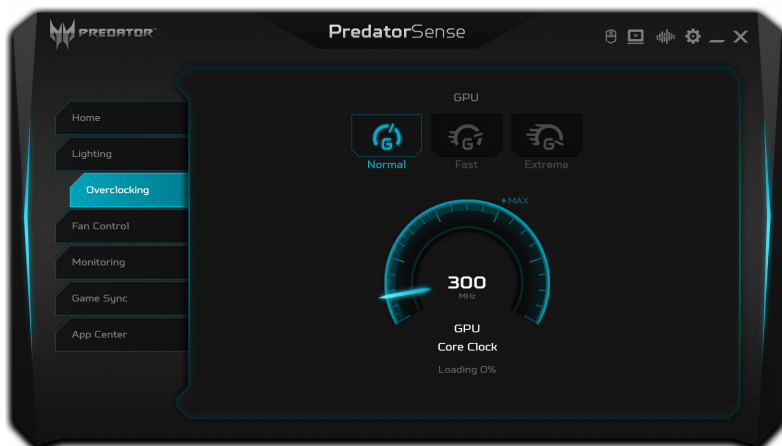 PREDATOR
PredatorSense
Home
Lighting
Overclocking
Fan Control
Monitoring
Game Sync
App Center
GPU
Normal
Fast
Extreme
MAX
300
MHz
GPU
Core Clock
Loading 0%